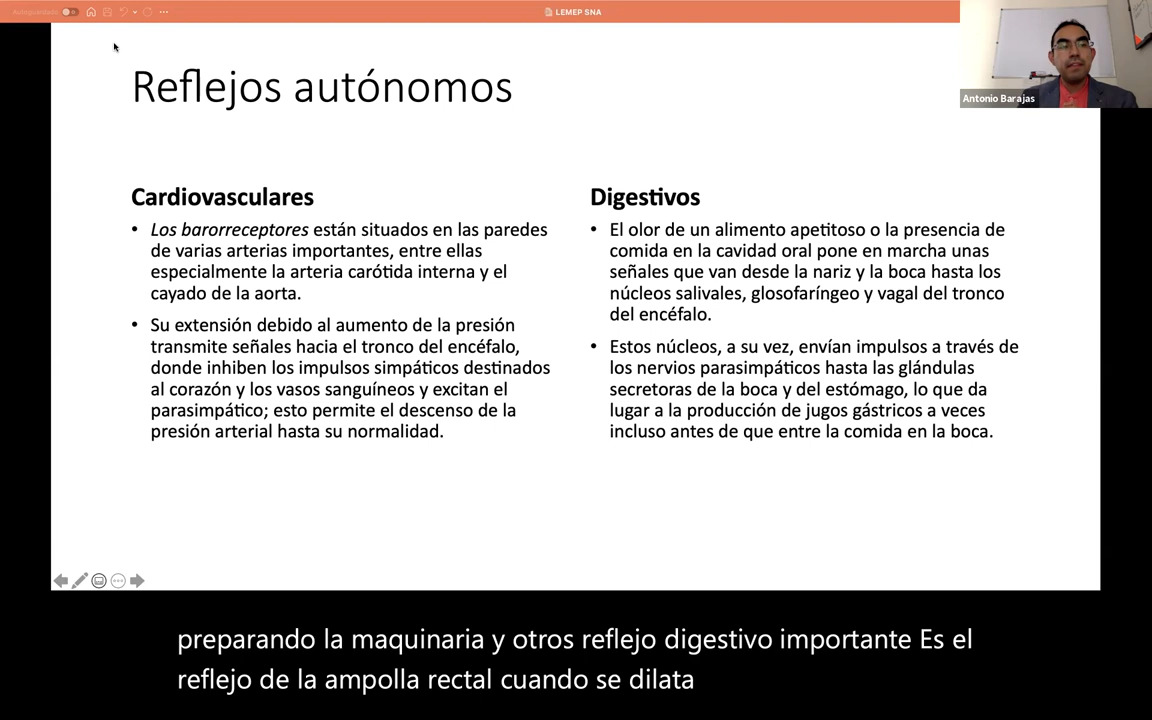 Autoguardado
LEMEP SNA
Antonio Barajas
Reflejos autónomos
Cardiovasculares
• Los barorreceptores están situados en las paredes
de varias arterias importantes, entre ellas
especialmente la arteria carótida interna y el
cayado de la aorta.
• Su extensión debido al aumento de la presión
transmite señales hacia el tronco del encéfalo,
donde inhiben los impulsos simpáticos destinados
al corazón y los vasos sanguíneos y excitan el
parasimpático; esto permite el descenso de la
presión arterial hasta su normalidad.
Digestivos
• El olor de un alimento apetitoso o la presencia de
comida en la cavidad oral pone en marcha unas
señales que van desde la nariz y la boca hasta los
núcleos salivales, glosofaríngeo y vagal del tronco
del encéfalo.
• Estos núcleos, a su vez, envían impulsos a través de
los nervios parasimpáticos hasta las glándulas
secretoras de la boca y del estómago, lo que da
lugar a la producción de jugos gástricos a veces
incluso antes de que entre la comida en la boca.
preparando la maquinaria y otros reflejo digestivo importante Es el
reflejo de la ampolla rectal cuando se dilata